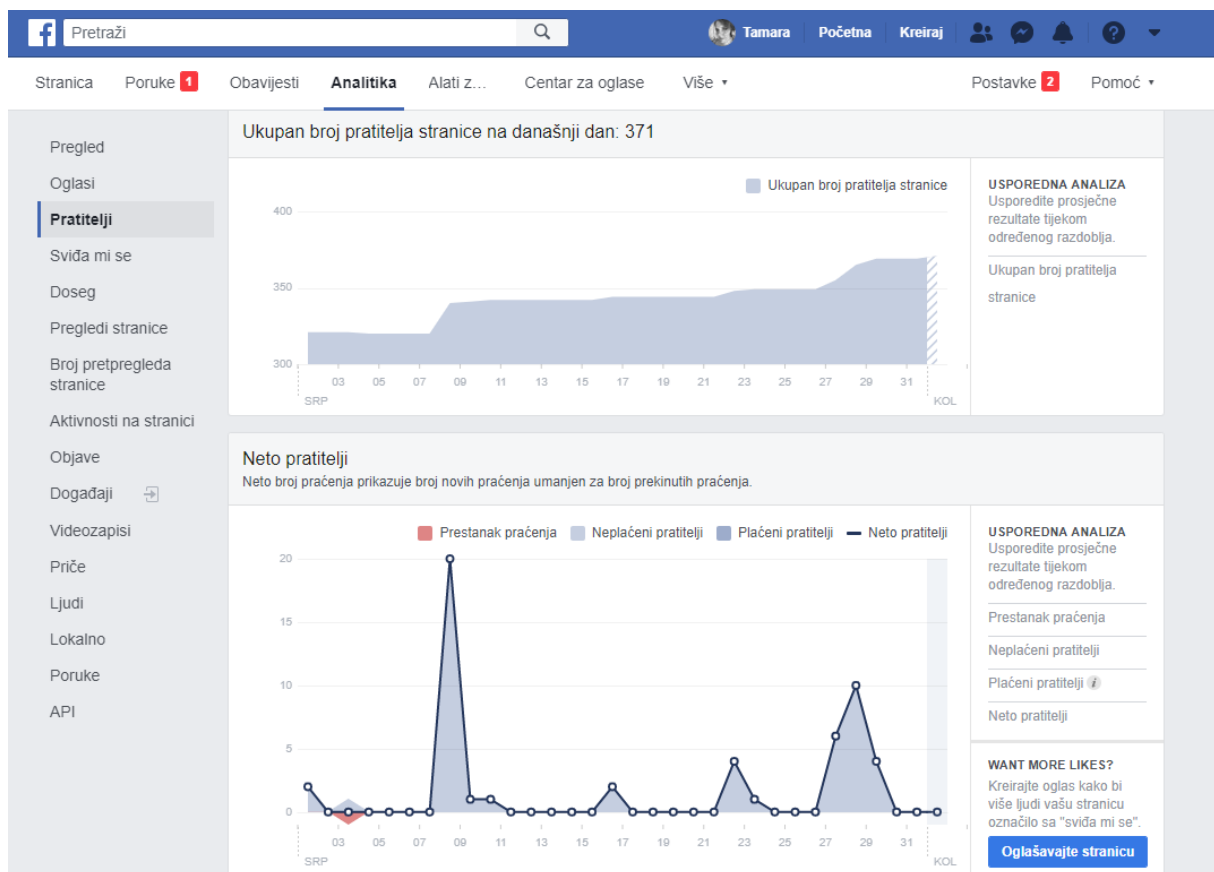 f Pretraži Tamara Početna Kreiraj ?
Stranica Poruke 1 Obavijesti Analitika Alati z... Centar za oglase Više Postavke 2 Pomoć
Pregled
Oglasi
Pratitelji
Sviđa mi se
Doseg
Pregledi stranice
Broj pretpregleda
stranice
Aktivnosti na stranici
Objave
Događaji
Videozapisi
Priče
Ljudi
Lokalno
Poruke
API
Ukupan broj pratitelja stranice na današnji dan: 371
Ukupan broj pratitelja stranice
400
350
300
03 05 07 09 11 13 15 17 19 21 23 25 27 29 31
SRP KOL
USPOREDNA ANALIZA
Usporedite prosječne
rezultate tijekom
određenog razdoblja.
Ukupan broj pratitelja
stranice
Neto pratitelji
Neto broj praćenja prikazuje broj novih praćenja umanjen za broj prekinutih praćenja.
Prestanak praćenja Neplaćeni pratitelji Plaćeni pratitelji Neto pratitelji
20
15
10
5
0
03 05 07 09 11 13 15 17 19 21 23 25 27 29 31
SRP KOL
USPOREDNA ANALIZA
Usporedite prosječne
rezultate tijekom
određenog razdoblja.
Prestanak praćenja
Neplaćeni pratitelji
Plaćeni pratitelji i
Neto pratitelji
WANT MORE LIKES?
Kreirajte oglas kako bi
više ljudi vašu stranicu
označilo sa "sviđa mi se".
Oglašavajte stranicu